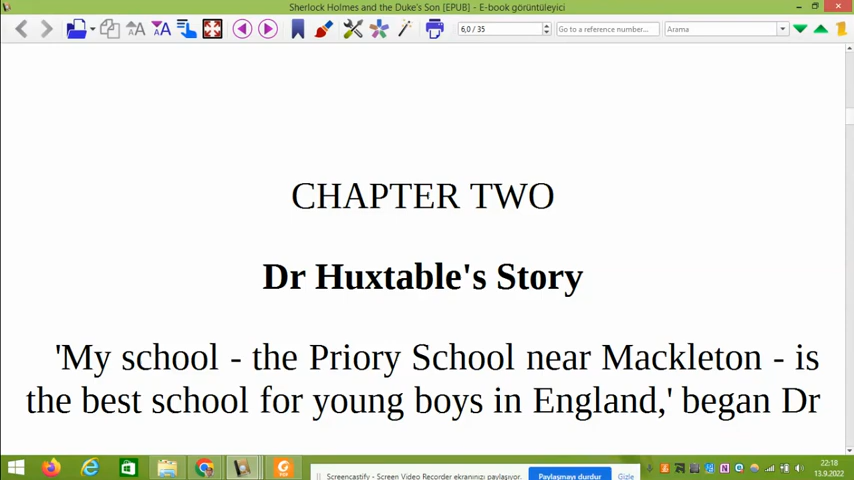 Sherlock Holmes and the Duke's Son [EPUB] - E-book görüntüleyici
6,0 / 35
Go to a reference number...
Arama
CHAPTER TWO
Dr Huxtable's Story
'My school - the Priory School near Mackleton - is
the best school for young boys in England,' began Dr
Screencastify - Screen Video Recorder ekranınızı paylaşıyor.
Paylaşmayı durdur
Gizle
22:18
13.9.2022